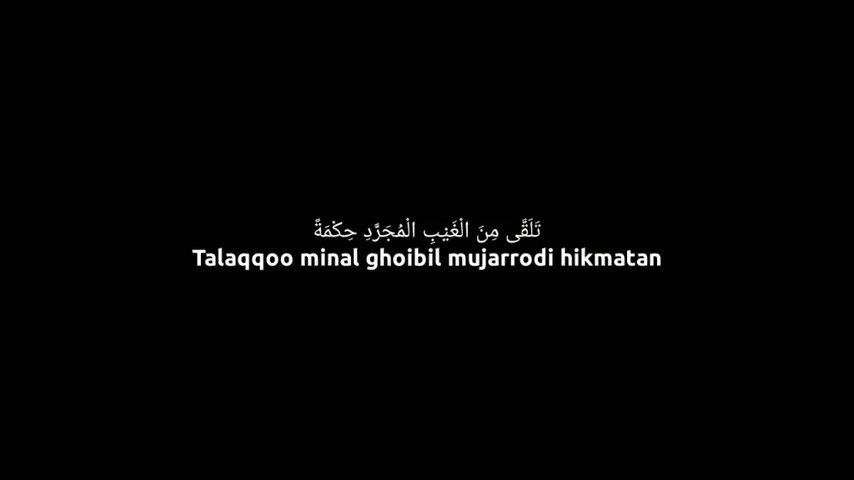 تَلَقَّى مِنَ الْغَيْبِ الْمُجَرَّدِ حِكْمَةً
Talaqqoo minal ghoibil mujarrodi hikmatan